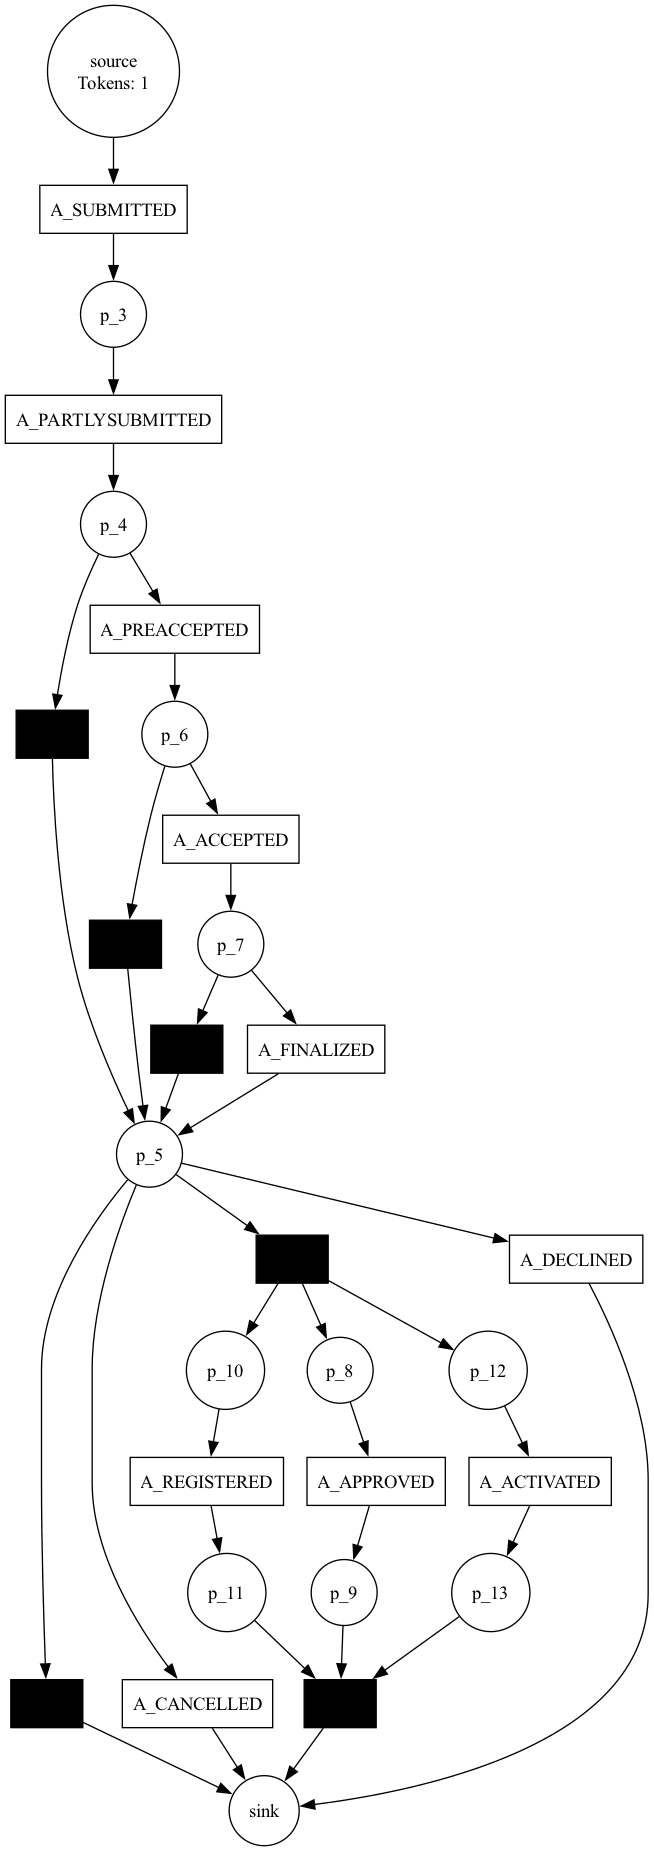 source
Tokens: 1
A_SUBMITTED
p_3
A_PARTLYSUBMITTED
p_4
A_PREACCEPTED
p_6
A_ACCEPTED
p_7
A_FINALIZED
p_5
A_DECLINED
p_10
p_8
p_12
A_REGISTERED
A_APPROVED
A_ACTIVATED
p_11
p_9
p_13
A_CANCELLED
sink